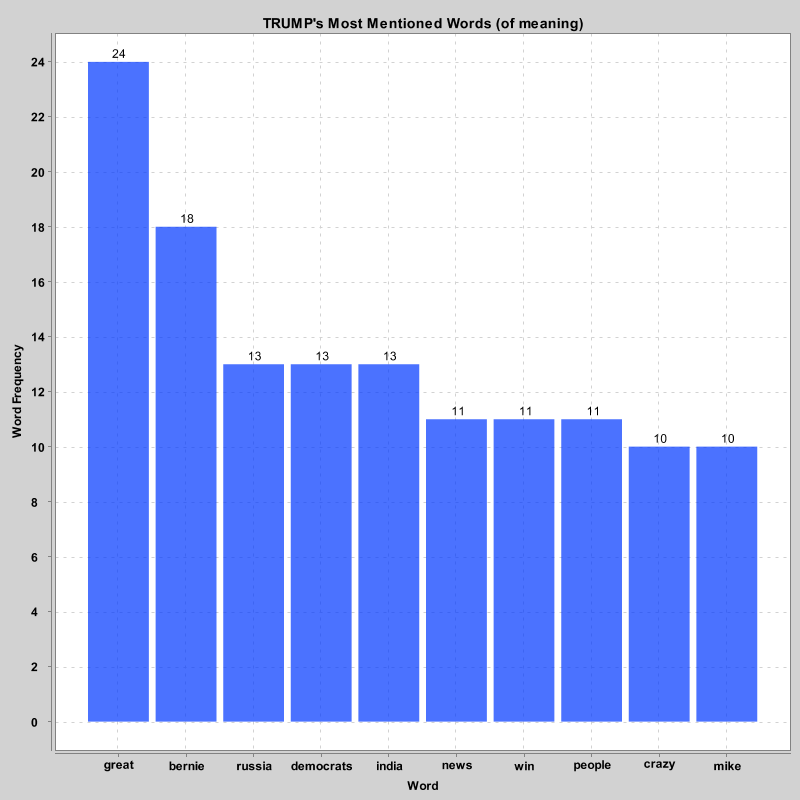 TRUMP's Most Mentioned Words (of meaning)
24
24
22
20
18
18
16
14
13 13 13
12
11 11 11
10 10
10
8
6
4
2
0
Word Frequency
great bernie russia democrats india news win people crazy mike
Word